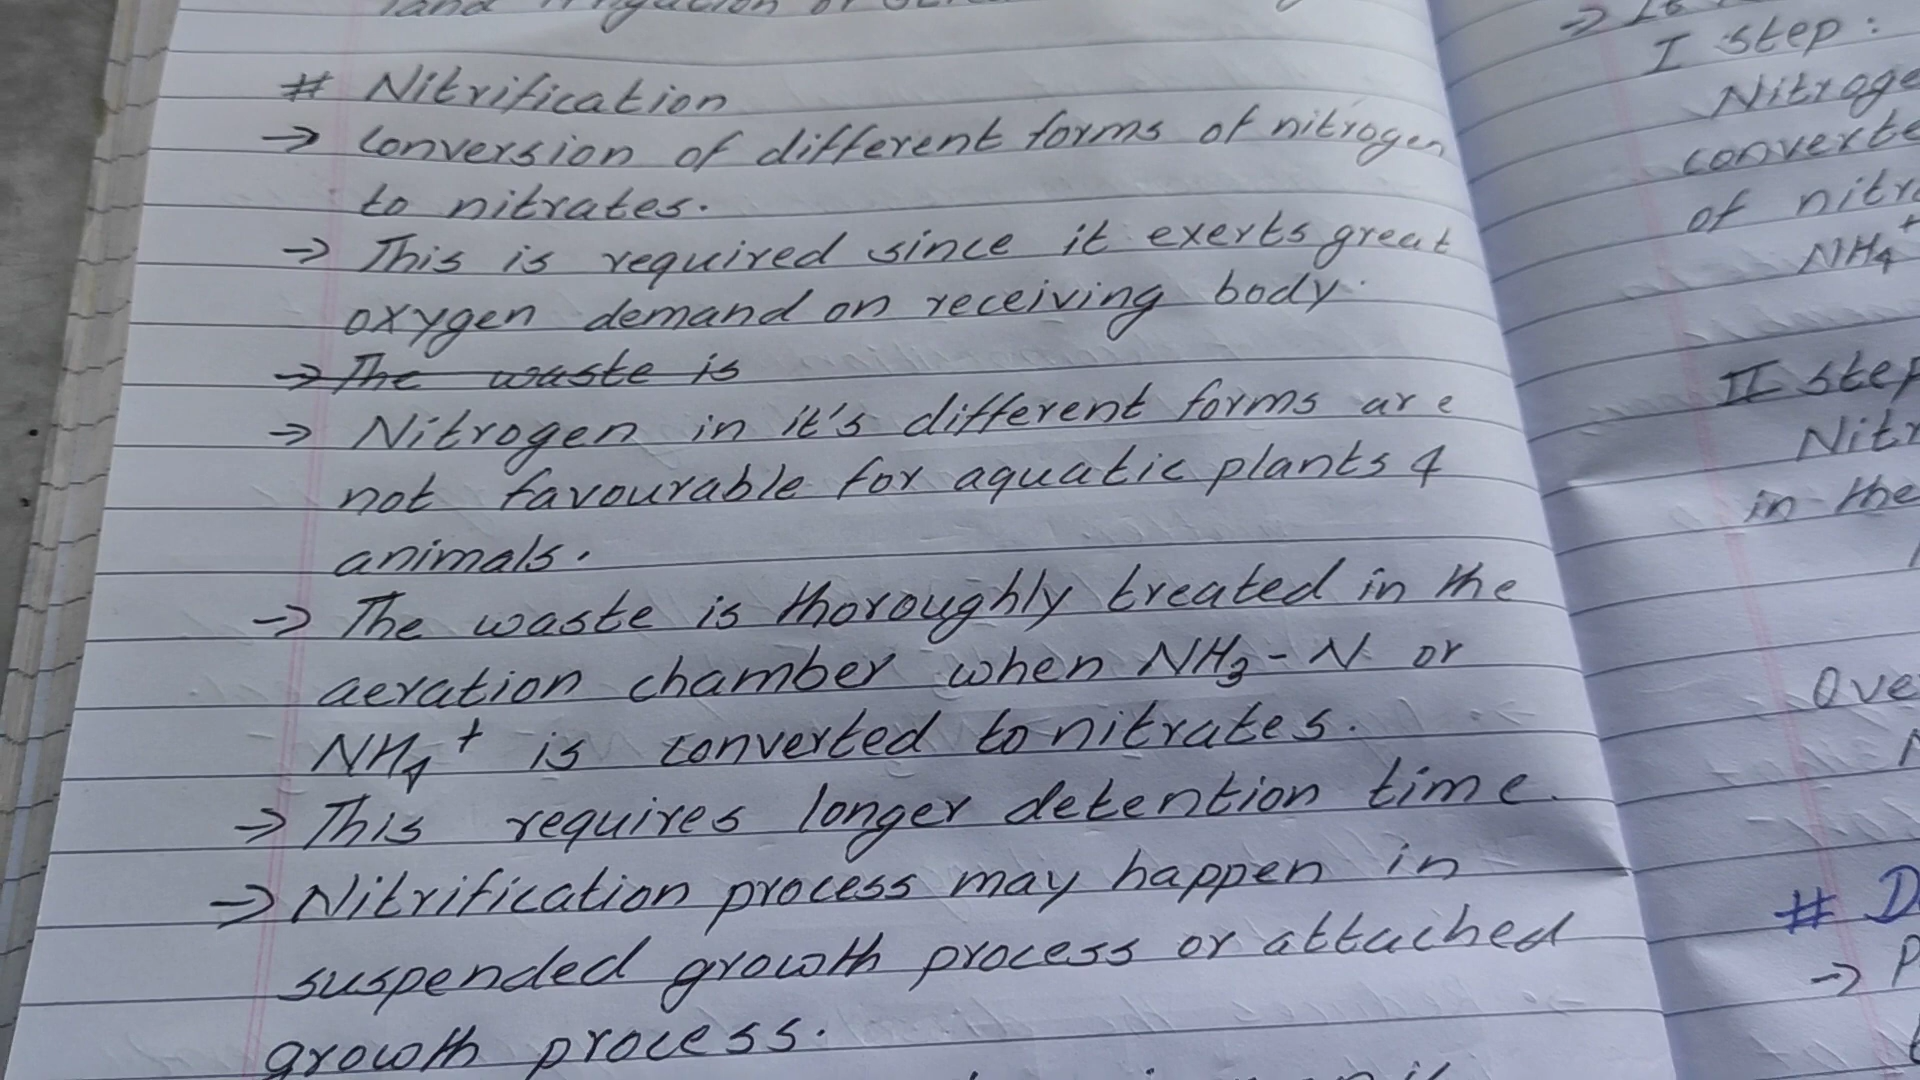 land
# Nitrification
→ conversion of different forms of nitrogen
to nitrates.
→ This is required since it exerts great
oxygen demand on receiving body.
→ The waste is
→ Nitrogen in it's different forms are
not favourable for aquatic plants &
animals.
→ The waste is thoroughly treated in the
aeration chamber when NH3-N or
NH4+ is converted to nitrates.
→ This requires longer detention time.
→ Nitrification process may happen in
suspended growth process or attached
growth process.
I step:
Nitroge
converte
of nitr
NH4+
II step
Nitr
in the
Ove
# D
→ P